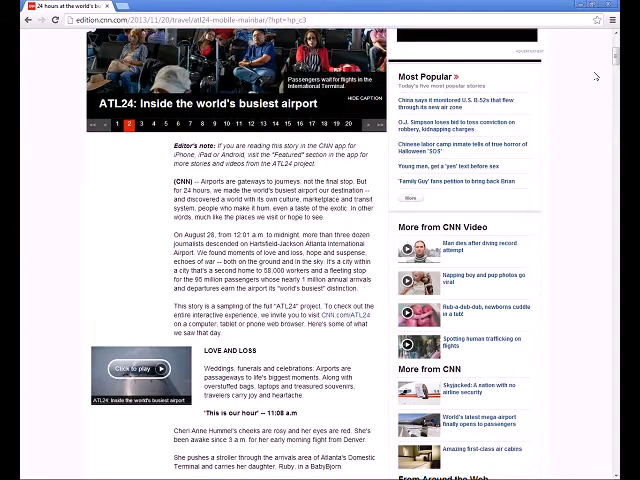 24 hours at the world's bu
edition.cnn.com/2013/11/20/travel/atl24-mobile-mainbar/?hpt=hp_c3
Passengers wait for flights in the
International Terminal.
ATL24: Inside the world's busiest airport
HIDE CAPTION
<< < 1 2 3 4 5 6 7 8 9 10 11 12 13 14 15 16 17 18 19 20 > >>
Editor's note: If you are reading this story in the CNN app for
iPhone, iPad or Android, visit the "Featured" section in the app for
more stories and videos from the ATL24 project.
(CNN) -- Airports are gateways to journeys, not the final stop. But
for 24 hours, we made the world's busiest airport our destination --
and discovered a world with its own culture, marketplace and transit
system, people who make it hum, even a taste of the exotic. In other
words, much like the places we visit or hope to see.
On August 28, from 12:01 a.m. to midnight, more than three dozen
journalists descended on Hartsfield-Jackson Atlanta International
Airport. We found moments of love and loss, hope and suspense,
echoes of war -- both on the ground and in the sky. It's a city within
a city that's a second home to 58,000 workers and a fleeting stop
for the 95 million passengers whose nearly 1 million annual arrivals
and departures earn the airport its "world's busiest" distinction.
This story is a sampling of the full "ATL24" project. To check out the
entire interactive experience, we invite you to visit CNN.com/ATL24
on a computer, tablet or phone web browser. Here's some of what
we saw that day.
Click to play
ATL24: Inside the world's busiest airport
LOVE AND LOSS
Weddings, funerals and celebrations: Airports are
passageways to life's biggest moments. Along with
overstuffed bags, laptops and treasured souvenirs,
travelers carry joy and heartache.
'This is our hour' -- 11:08 a.m
Cheri Anne Hummel's cheeks are rosy and her eyes are red. She's
been awake since 3 a.m. for her early morning flight from Denver.
She pushes a stroller through the arrivals area of Atlanta's Domestic
Terminal and carries her daughter, Ruby, in a BabyBjorn.
ADVERTISEMENT
Most Popular »
Today's five most popular stories
China says it monitored U.S. B-52s that flew
through its new air zone
O.J. Simpson loses bid to toss conviction on
robbery, kidnapping charges
Chinese labor camp inmate tells of true horror of
Halloween 'SOS'
Young men, get a 'yes' text before sex
'Family Guy' fans petition to bring back Brian
More
More from CNN Video
Man dies after diving record
attempt
Napping boy and pup photos go
viral
Rub-a-dub-dub, newborns cuddle
in a tub!
Spotting human trafficking on
flights
More from CNN
Skyjacked: A nation with no
airline security
World's latest mega-airport
finally opens to passengers
Amazing first-class air cabins
From Around the Web